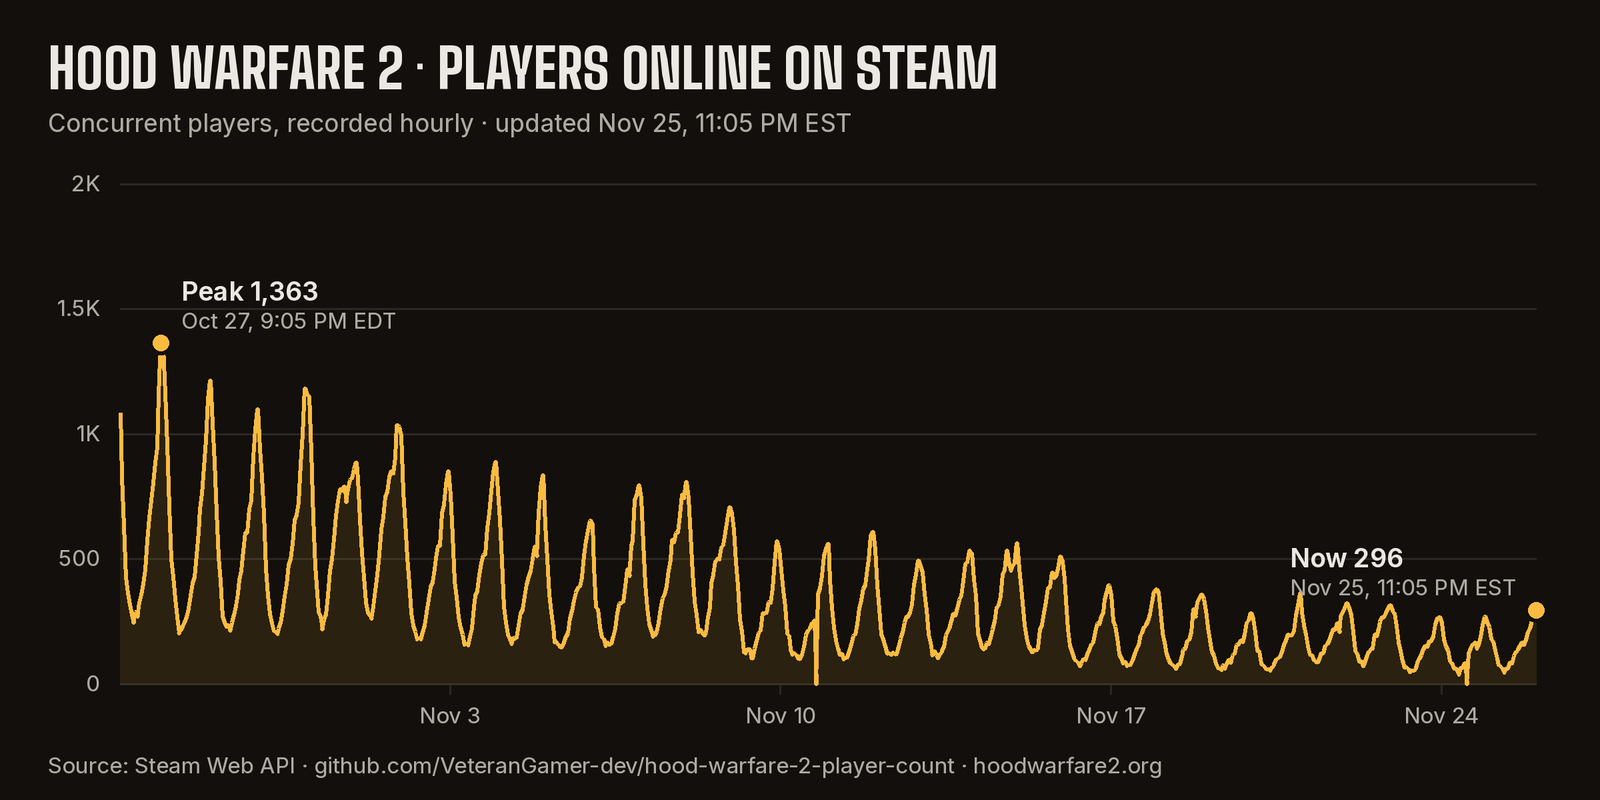 HOOD WARFARE 2 · PLAYERS ONLINE ON STEAM
Concurrent players, recorded hourly · updated Nov 25, 11:05 PM EST
2K
Peak 1,363
1.5K
Oct 27, 9:05 PM EDT
1K
500
Now 296
Nov 25, 11:05 PM EST
0
Nov 3
Nov 10
Nov 17
Nov 24
Source: Steam Web API · github.com/VeteranGamer-dev/hood-warfare-2-player-count · hoodwarfare2.org